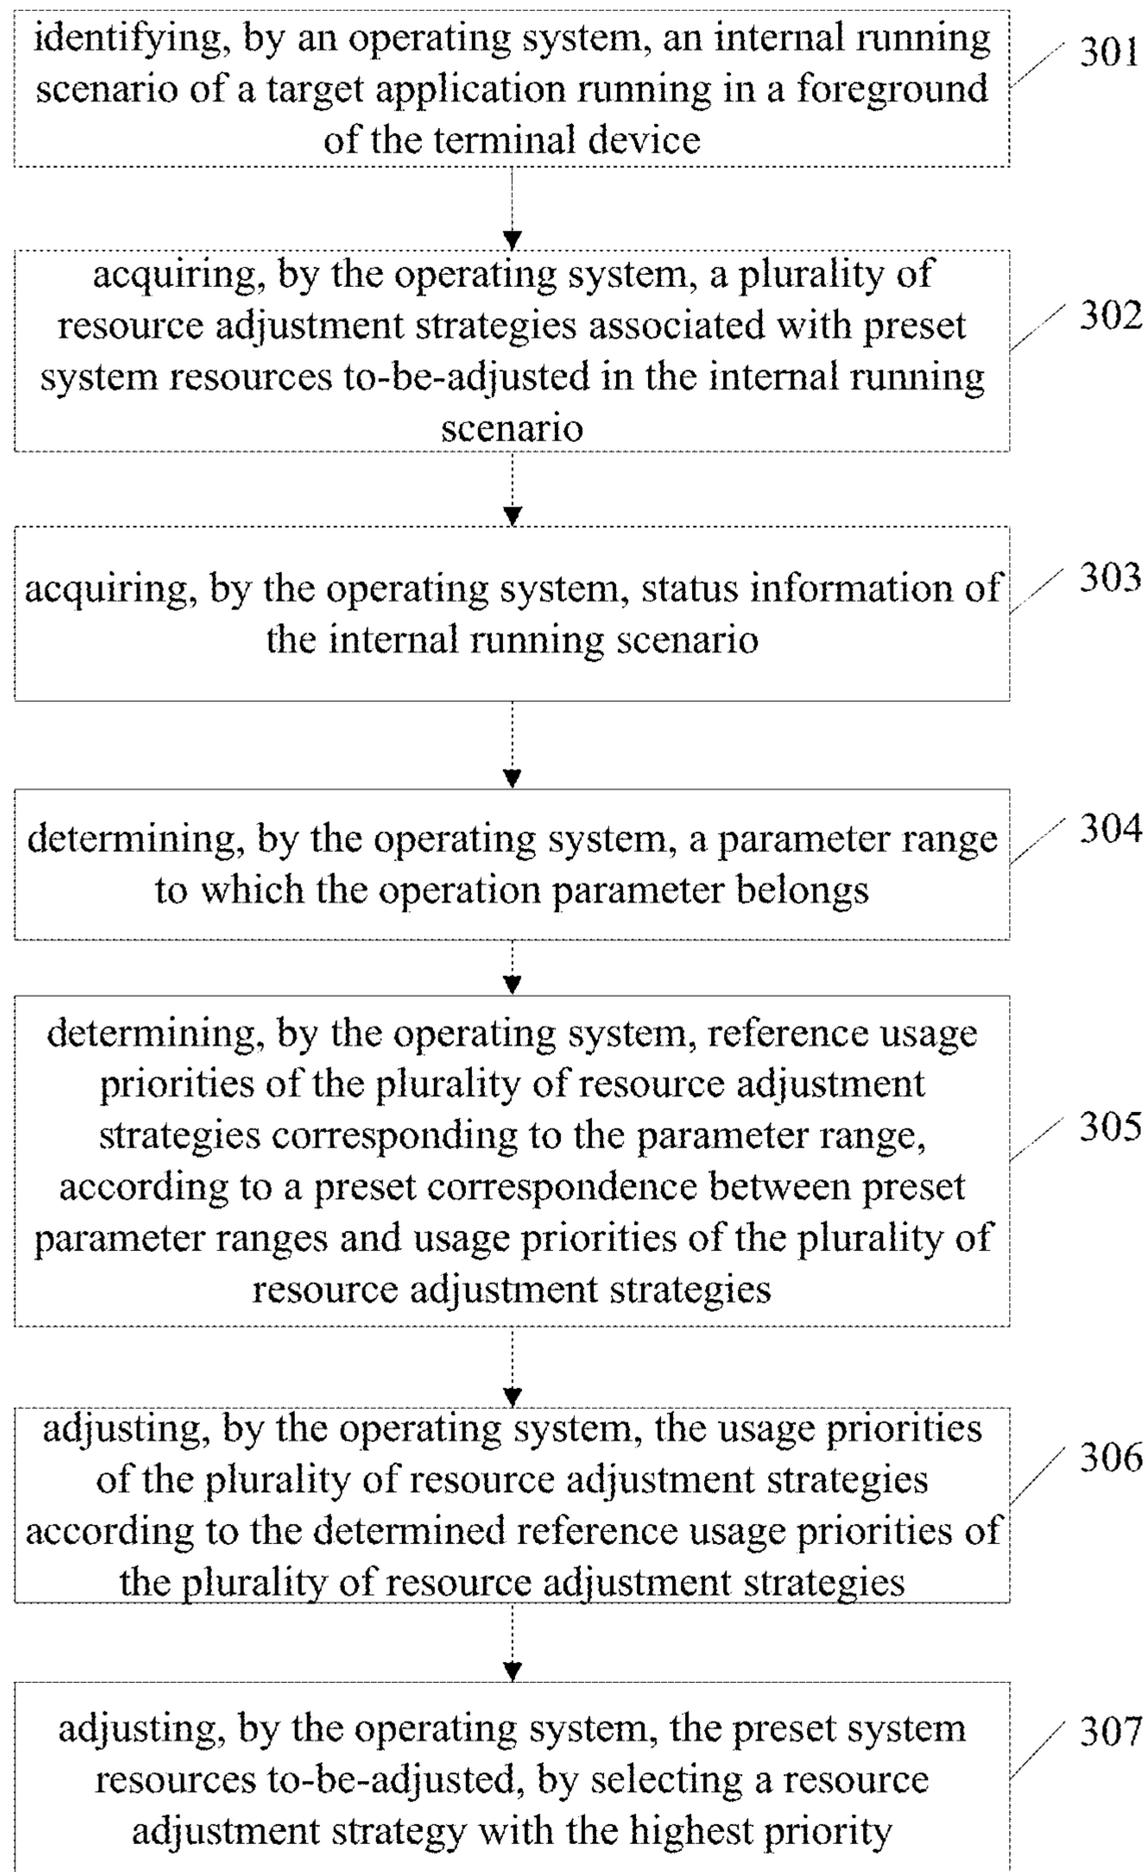 identifying, by an operating system, an internal running
scenario of a target application running in a foreground
of the terminal device
301
acquiring, by the operating system, a plurality of
resource adjustment strategies associated with preset
system resources to-be-adjusted in the internal running
scenario
302
acquiring, by the operating system, status information of
the internal running scenario
303
determining, by the operating system, a parameter range
to which the operation parameter belongs
304
determining, by the operating system, reference usage
priorities of the plurality of resource adjustment
strategies corresponding to the parameter range,
according to a preset correspondence between preset
parameter ranges and usage priorities of the plurality of
resource adjustment strategies
305
adjusting, by the operating system, the usage priorities
of the plurality of resource adjustment strategies
according to the determined reference usage priorities of
the plurality of resource adjustment strategies
306
adjusting, by the operating system, the preset system
resources to-be-adjusted, by selecting a resource
adjustment strategy with the highest priority
307